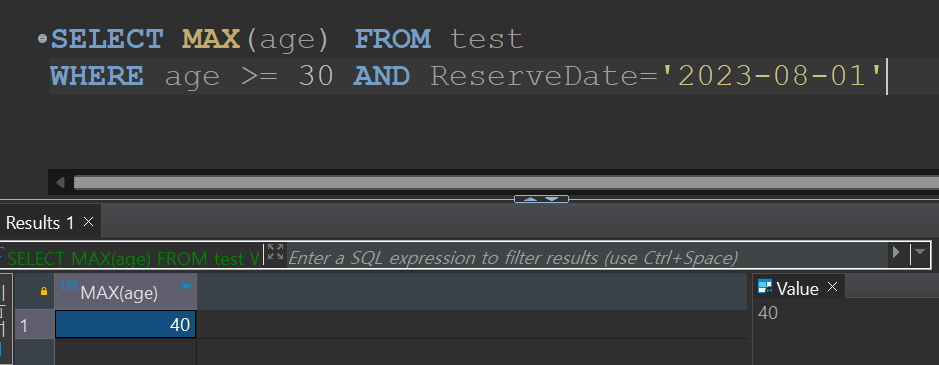 SELECT MAX(age) FROM test
WHERE age >= 30 AND ReserveDate='2023-08-01'
Results 1
SELECT MAX(age) FROM test
Enter a SQL expression to filter results (use Ctrl+Space)
123 MAX(age)
Value
1
40
40